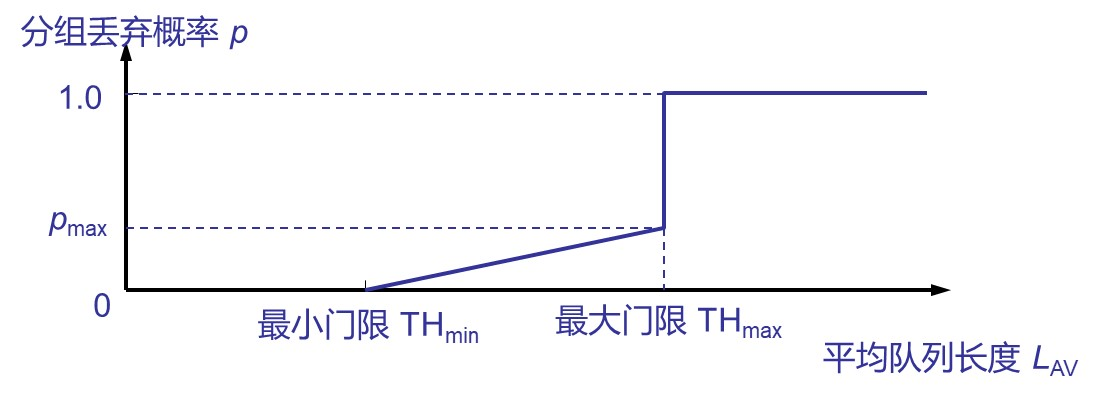 分组丢弃概率 p
1.0
pmax
0
最小门限 THmin
最大门限 THmax
平均队列长度 LAV